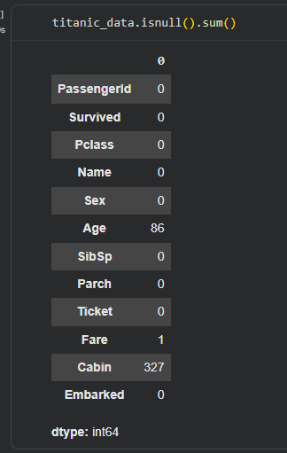 titanic_data.isnull().sum()
0
PassengerId 0
Survived 0
Pclass 0
Name 0
Sex 0
Age 86
SibSp 0
Parch 0
Ticket 0
Fare 1
Cabin 327
Embarked 0
dtype: int64